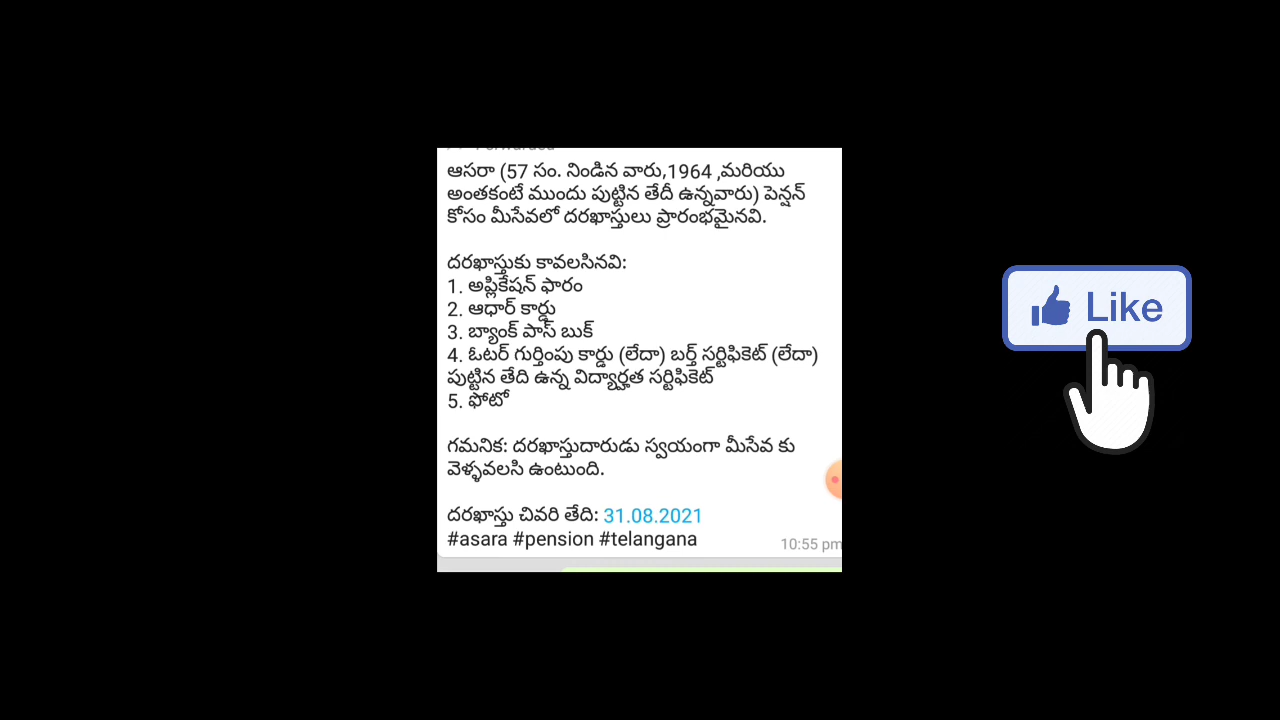 ఆసరా (57 సం. నిండిన వారు,1964 ,మరియు
అంతకంటే ముందు పుట్టిన తేదీ ఉన్నవారు) పెన్షన్
కోసం మీసేవలో దరఖాస్తులు ప్రారంభమైనవి.
దరఖాస్తుకు కావలసినవి:
1. అప్లికేషన్ ఫారం
2. ఆధార్ కార్డు
3. బ్యాంక్ పాస్ బుక్
4. ఓటర్ గుర్తింపు కార్డు (లేదా) బర్త్ సర్టిఫికెట్ (లేదా)
పుట్టిన తేది ఉన్న విద్యార్హత సర్టిఫికెట్
5. ఫోటో
గమనిక: దరఖాస్తుదారుడు స్వయంగా మీసేవ కు
వెళ్ళవలసి ఉంటుంది.
దరఖాస్తు చివరి తేది: 31.08.2021
#asara #pension #telangana
10:55 pm
Like